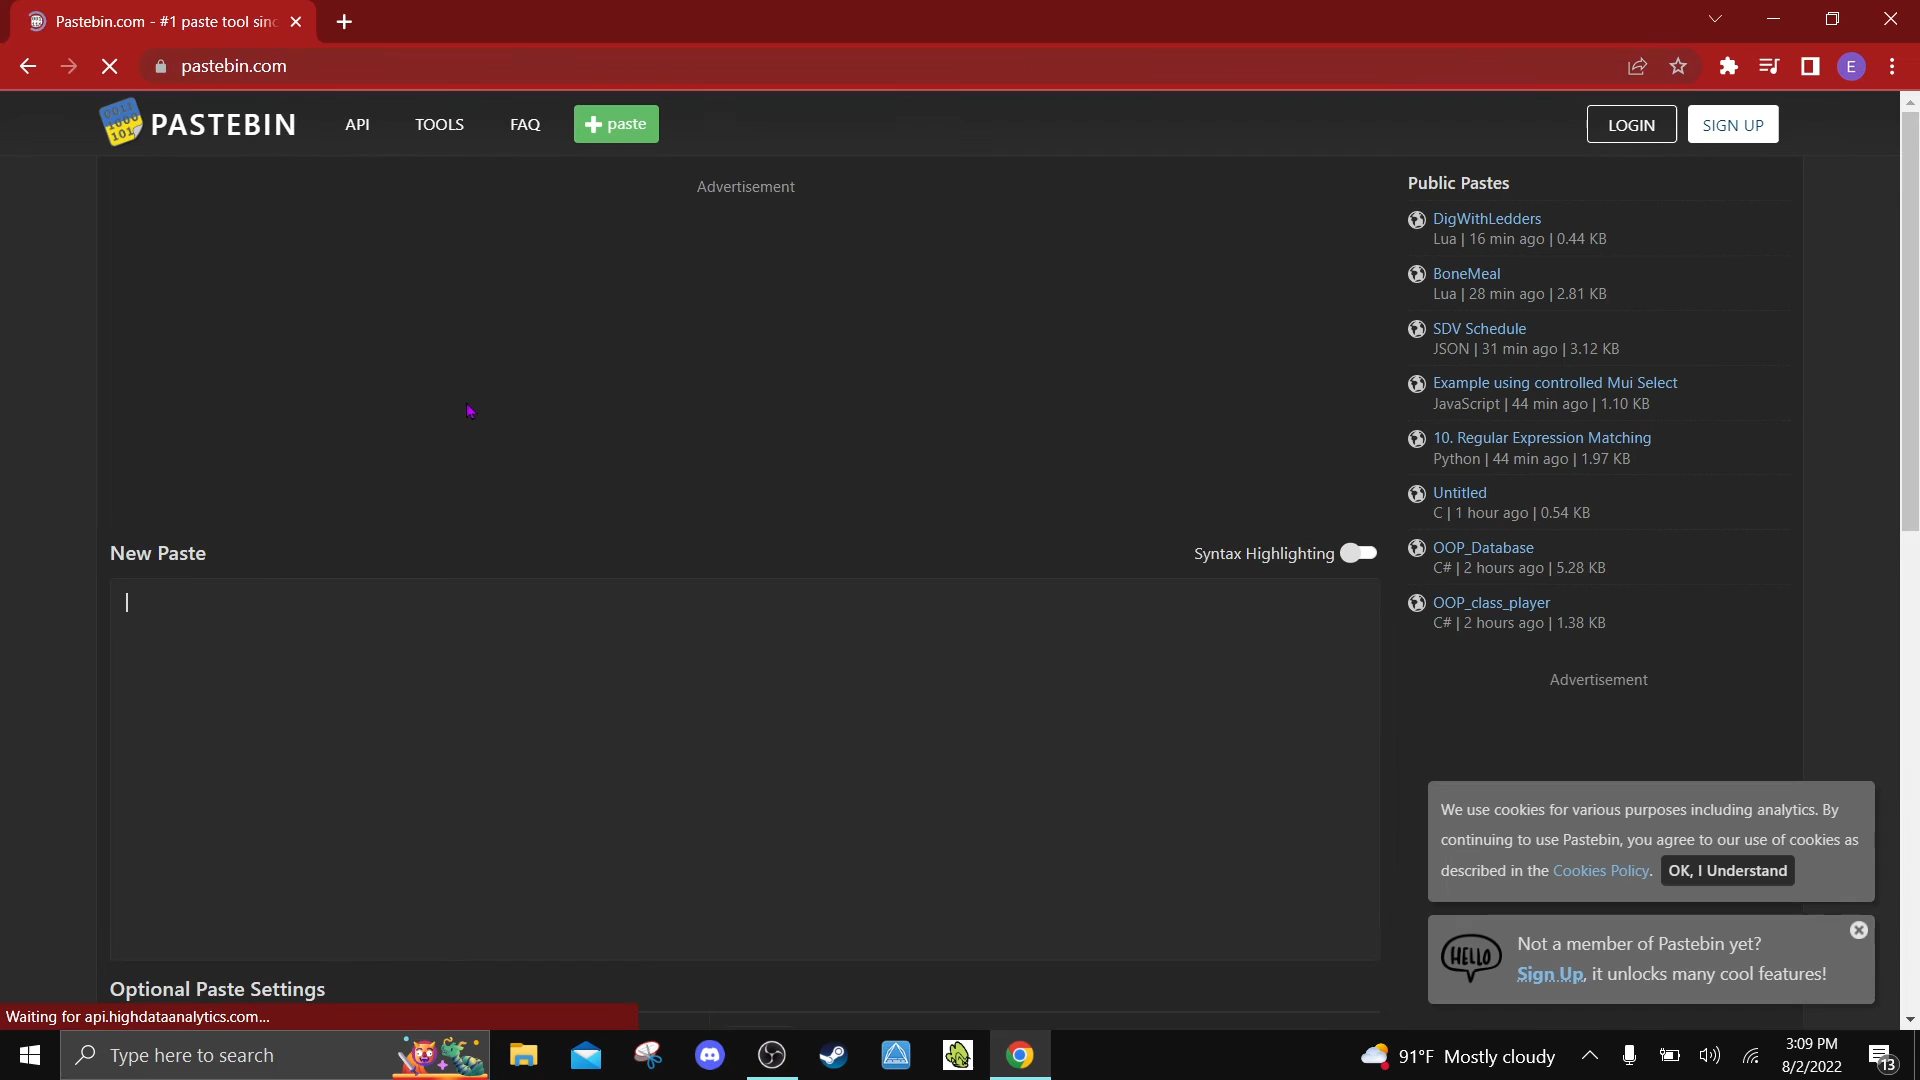 Pastebin.com - #1 paste tool sinc
pastebin.com
E
PASTEBIN
API
TOOLS
FAQ
paste
LOGIN
SIGN UP
Advertisement
Public Pastes
DigWithLedders
Lua | 16 min ago | 0.44 KB
BoneMeal
Lua | 28 min ago | 2.81 KB
SDV Schedule
JSON | 31 min ago | 3.12 KB
Example using controlled Mui Select
JavaScript | 44 min ago | 1.10 KB
10. Regular Expression Matching
Python | 44 min ago | 1.97 KB
Untitled
C | 1 hour ago | 0.54 KB
OOP_Database
C# | 2 hours ago | 5.28 KB
OOP_class_player
C# | 2 hours ago | 1.38 KB
Advertisement
New Paste
Syntax Highlighting
We use cookies for various purposes including analytics. By
continuing to use Pastebin, you agree to our use of cookies as
described in the Cookies Policy. OK, I Understand
HELLO
Not a member of Pastebin yet?
Sign Up, it unlocks many cool features!
Optional Paste Settings
Waiting for api.highdataanalytics.com...
Type here to search
91°F Mostly cloudy
3:09 PM
8/2/2022
13